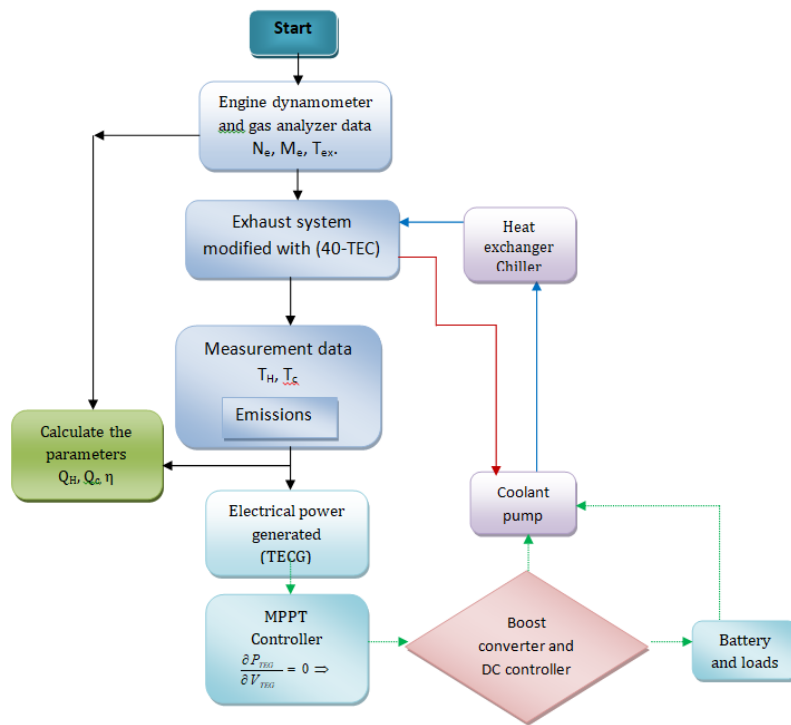 Start
Engine dynamometer
and gas analyzer data
Ne, Me, Tex.
Exhaust system
modified with (40-TEC)
Heat
exchanger
Chiller
Measurement data
TH, Tc
Emissions
Calculate the
parameters
QH, Qc, η
Electrical power
generated
(TECG)
Coolant
pump
MPPT
Controller
∂PTEG / ∂VTEG = 0 ⇒
Boost
converter and
DC controller
Battery
and loads